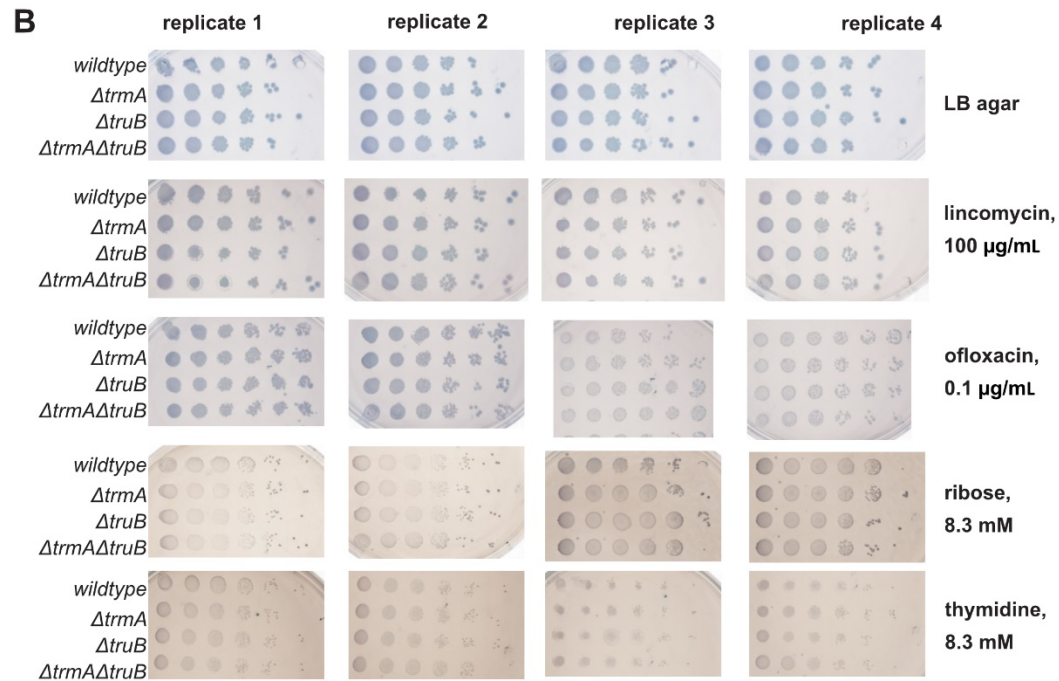 B
replicate 1
replicate 2
replicate 3
replicate 4
wildtype
ΔtrmA
ΔtruB
ΔtrmAΔtruB
LB agar
wildtype
ΔtrmA
ΔtruB
ΔtrmAΔtruB
lincomycin,
100 µg/mL
wildtype
ΔtrmA
ΔtruB
ΔtrmAΔtruB
ofloxacin,
0.1 µg/mL
wildtype
ΔtrmA
ΔtruB
ΔtrmAΔtruB
ribose,
8.3 mM
wildtype
ΔtrmA
ΔtruB
ΔtrmAΔtruB
thymidine,
8.3 mM